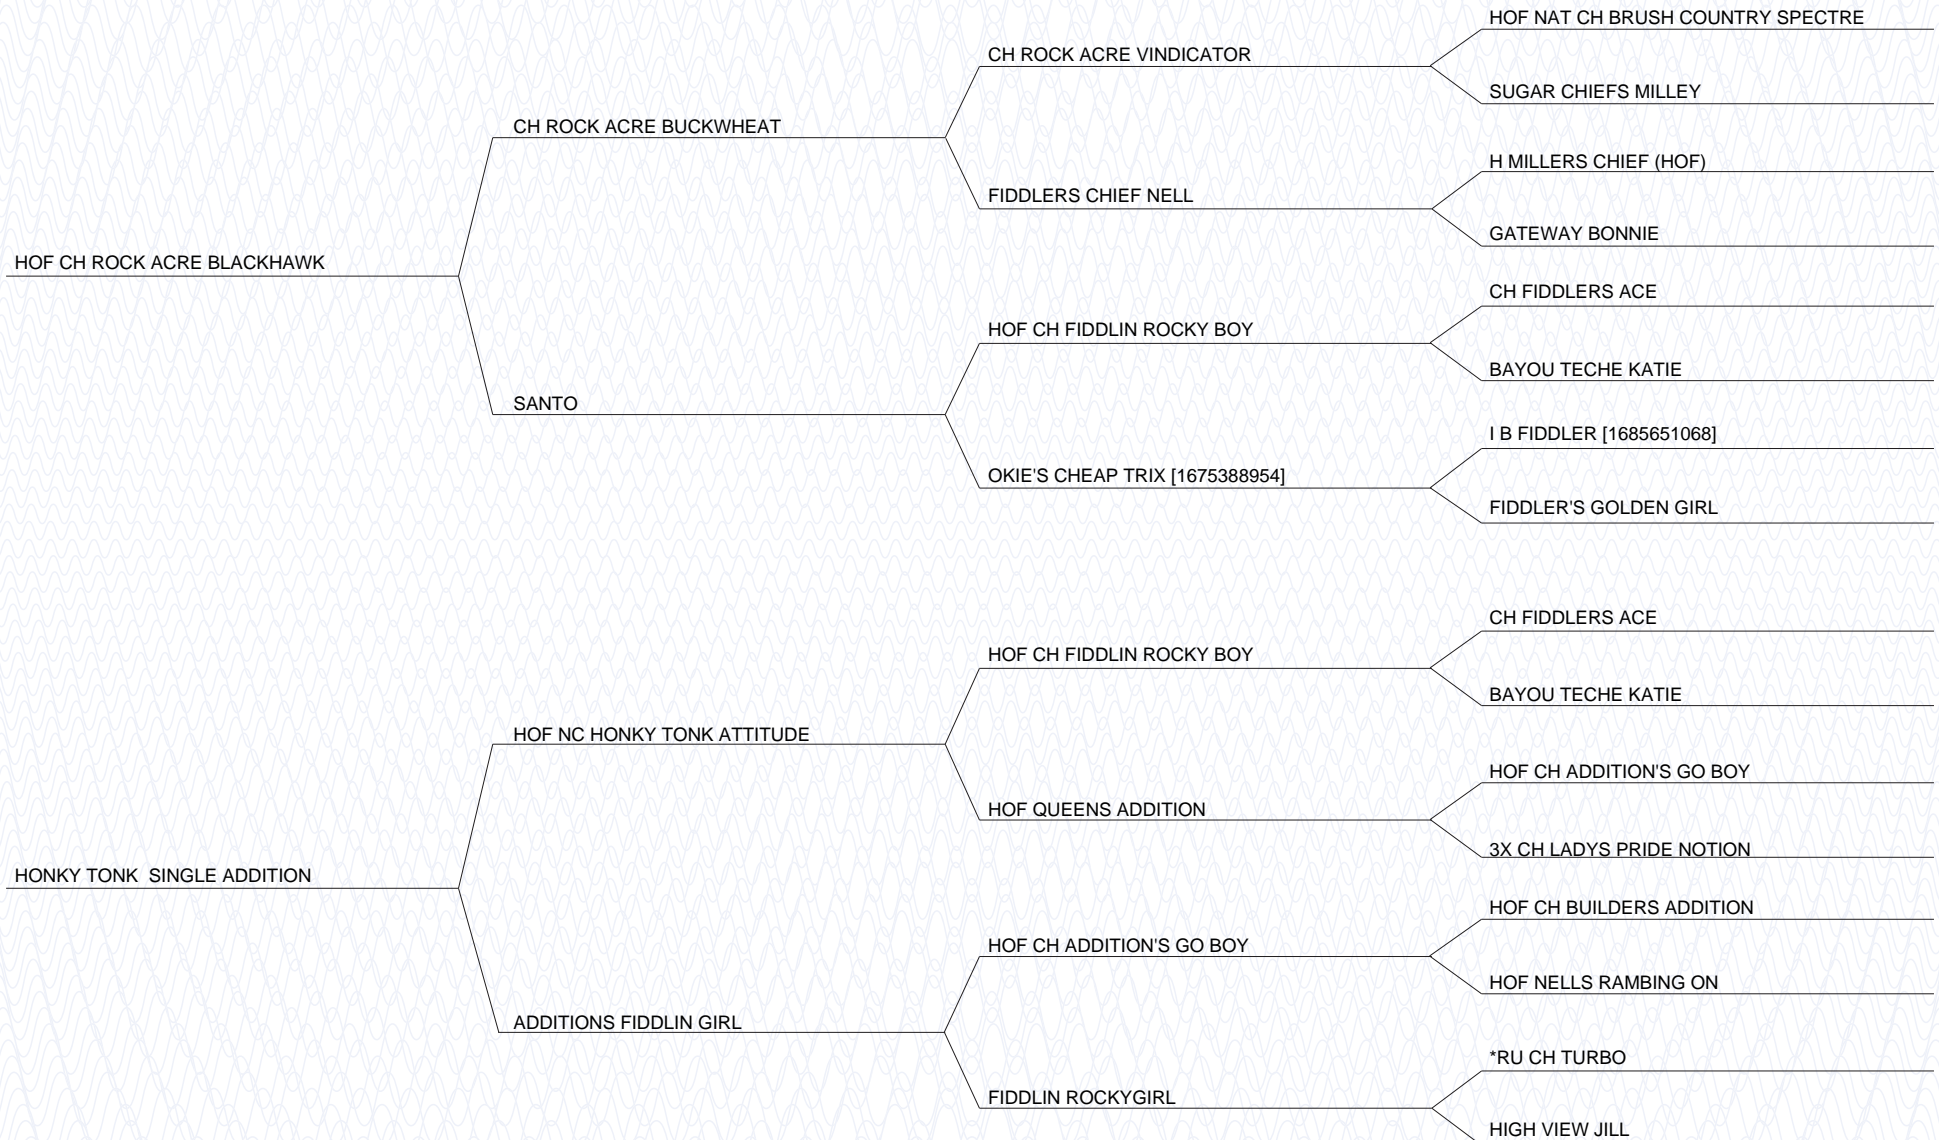 HOF NAT CH BRUSH COUNTRY SPECTRE
CH ROCK ACRE VINDICATOR
SUGAR CHIEFS MILLEY
CH ROCK ACRE BUCKWHEAT
H MILLERS CHIEF (HOF)
FIDDLERS CHIEF NELL
GATEWAY BONNIE
HOF CH ROCK ACRE BLACKHAWK
CH FIDDLERS ACE
HOF CH FIDDLIN ROCKY BOY
BAYOU TECHE KATIE
SANTO
I B FIDDLER [1685651068]
OKIE'S CHEAP TRIX [1675388954]
FIDDLER'S GOLDEN GIRL
CH FIDDLERS ACE
HOF CH FIDDLIN ROCKY BOY
BAYOU TECHE KATIE
HOF NC HONKY TONK ATTITUDE
HOF CH ADDITION'S GO BOY
HOF QUEENS ADDITION
3X CH LADYS PRIDE NOTION
HONKY TONK  SINGLE ADDITION
HOF CH BUILDERS ADDITION
HOF CH ADDITION'S GO BOY
HOF NELLS RAMBING ON
ADDITIONS FIDDLIN GIRL
*RU CH TURBO
FIDDLIN ROCKYGIRL
HIGH VIEW JILL